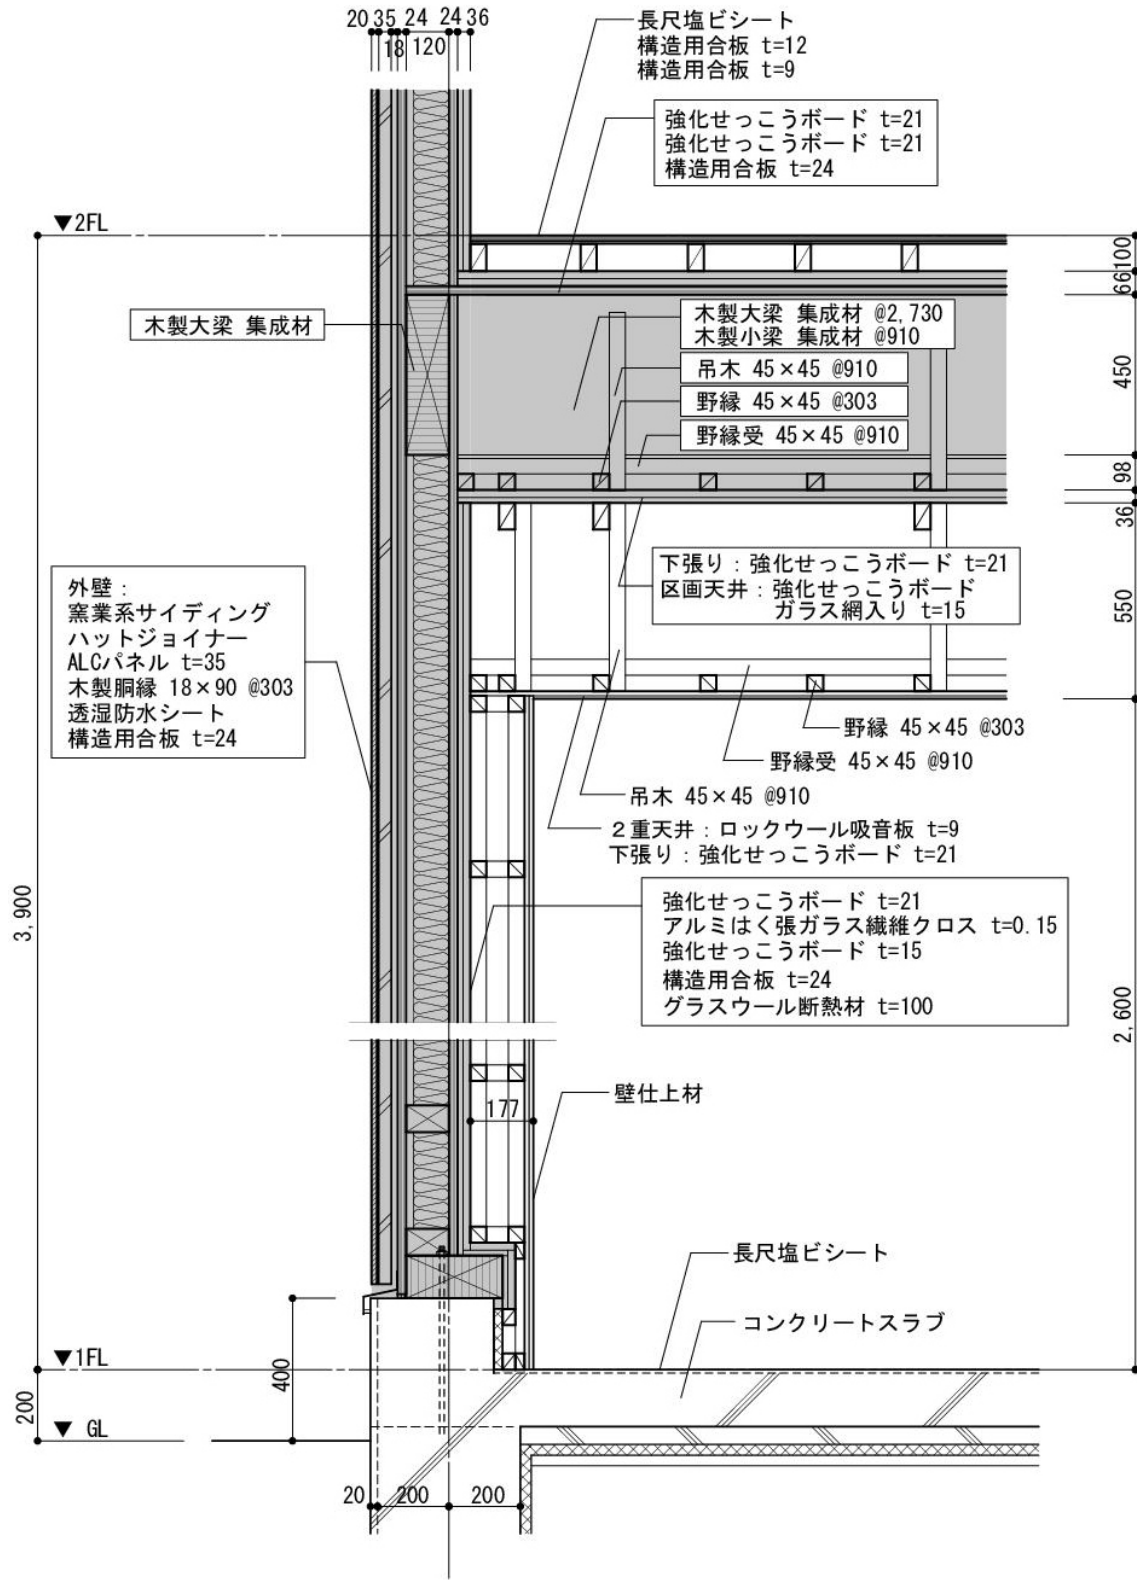 20 35 24 24 36
18 120
長尺塩ビシート
構造用合板 t=12
構造用合板 t=9
強化せっこうボード t=21
強化せっこうボード t=21
構造用合板 t=24
▼2FL
100
66
木製大梁 集成材
木製大梁 集成材 @2,730
木製小梁 集成材 @910
吊木 45×45 @910
野縁 45×45 @303
野縁受 45×45 @910
450
98
36
下張り：強化せっこうボード t=21
区画天井：強化せっこうボード
ガラス網入り t=15
550
外壁：
窯業系サイディング
ハットジョイナー
ALCパネル t=35
木製胴縁 18×90 @303
透湿防水シート
構造用合板 t=24
野縁 45×45 @303
野縁受 45×45 @910
吊木 45×45 @910
２重天井：ロックウール吸音板 t=9
下張り：強化せっこうボード t=21
3,900
強化せっこうボード t=21
アルミはく張ガラス繊維クロス t=0.15
強化せっこうボード t=15
構造用合板 t=24
グラスウール断熱材 t=100
2,600
壁仕上材
177
長尺塩ビシート
コンクリートスラブ
▼1FL
400
200
▼ GL
20 200 200